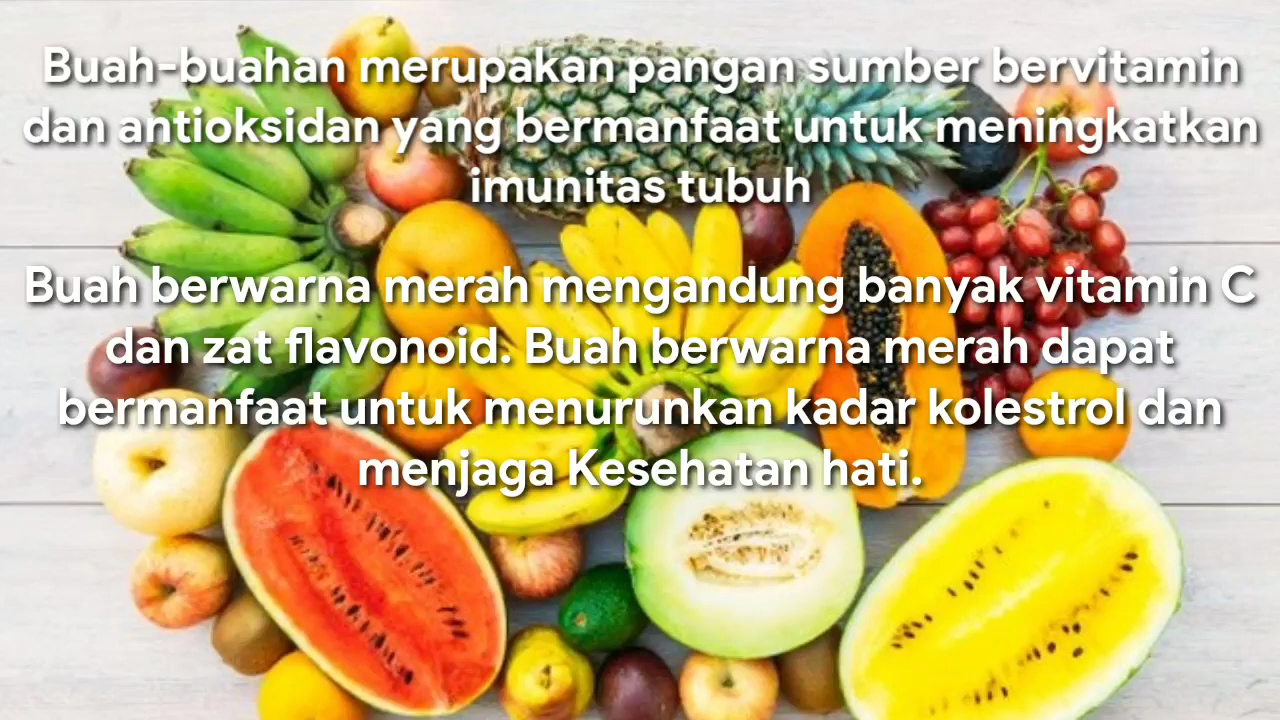 Buah-buahan merupakan pangan sumber bervitamin
dan antioksidan yang bermanfaat untuk meningkatkan
imunitas tubuh
Buah berwarna merah mengandung banyak vitamin C
dan zat flavonoid. Buah berwarna merah dapat
bermanfaat untuk menurunkan kadar kolestrol dan
menjaga Kesehatan hati.